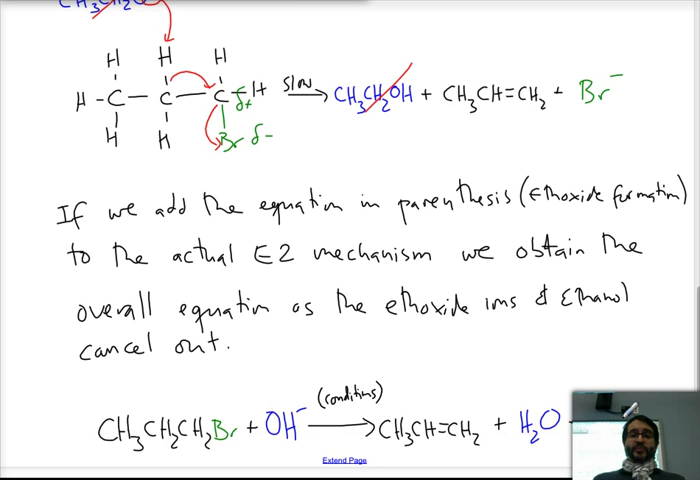 CH₃CH₂O
H H H
H-C-C-C-H δ+ slow → CH₃CH₂OH + CH₃CH=CH₂ + Br⁻
H H Br δ-
If we add the equation in parenthesis (Ethoxide formation)
to the actual E2 mechanism we obtain the
overall equation as the ethoxide ions & Ethanol
cancel out.
(conditions)
CH₃CH₂CH₂Br + OH⁻ → CH₃CH=CH₂ + H₂O
Extend Page